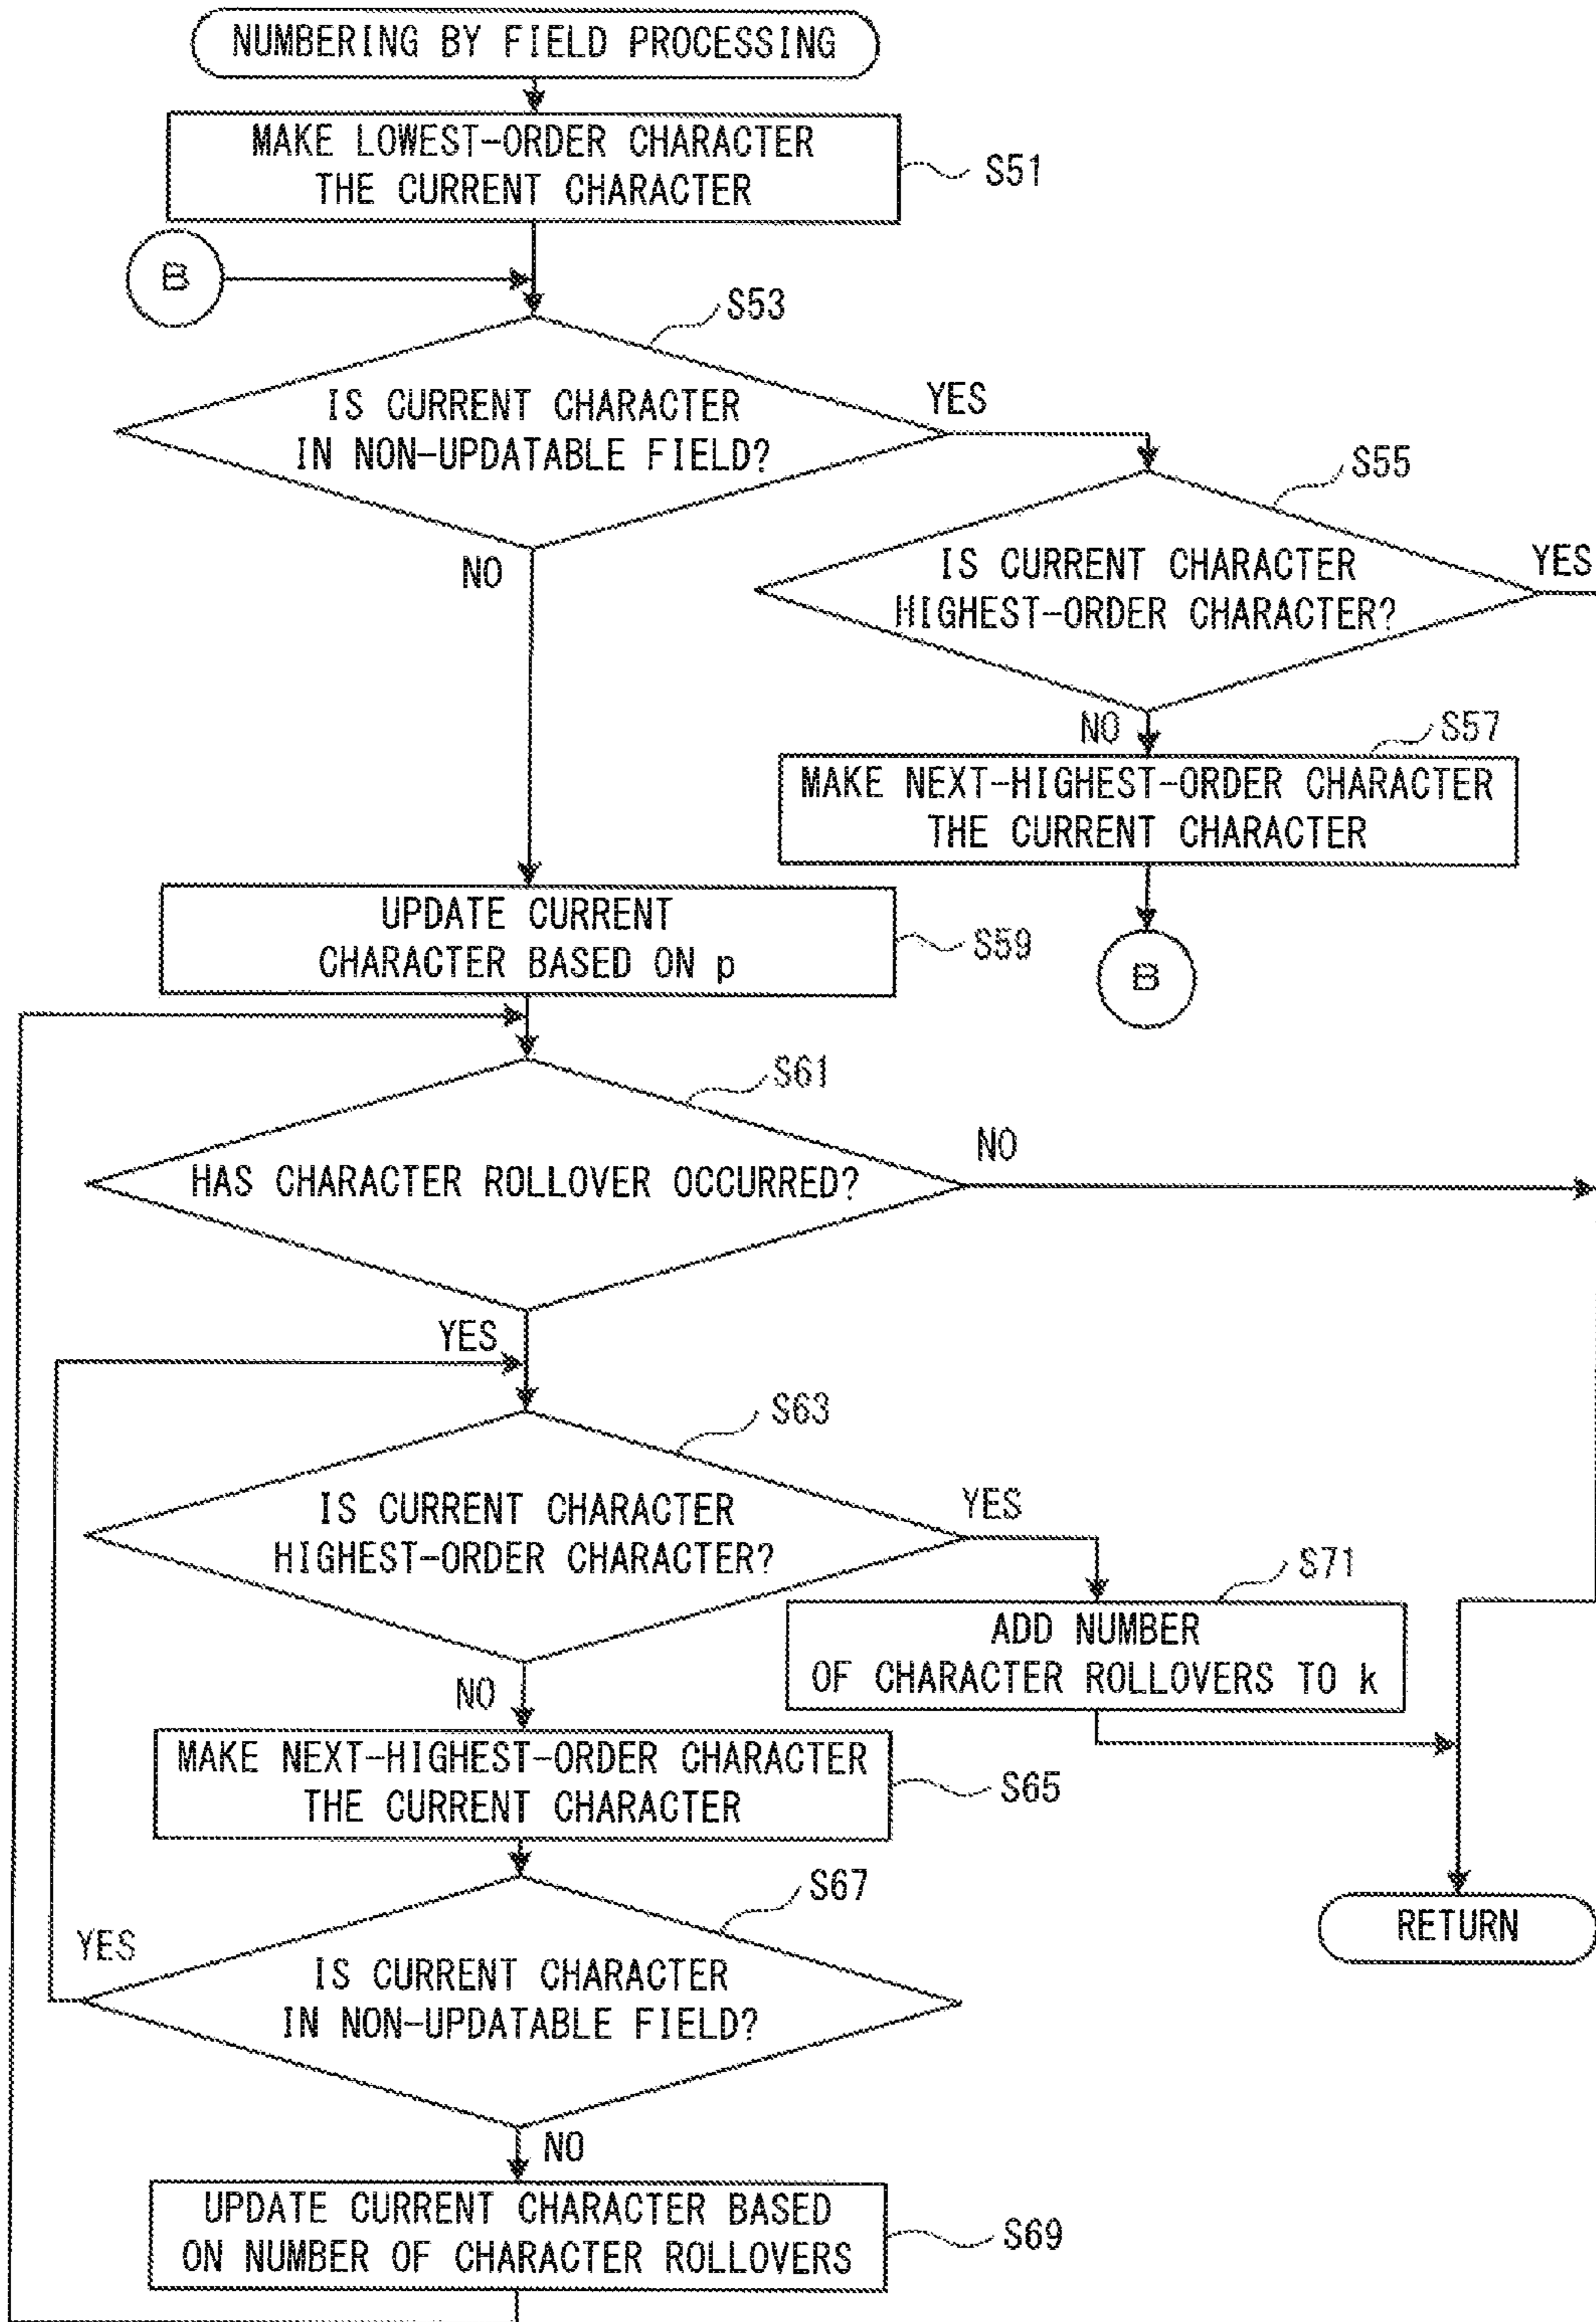 NUMBERING BY FIELD PROCESSING
MAKE LOWEST-ORDER CHARACTER
THE CURRENT CHARACTER
S51
B
S53
IS CURRENT CHARACTER
IN NON-UPDATABLE FIELD?
YES
NO
S55
IS CURRENT CHARACTER
HIGHEST-ORDER CHARACTER?
YES
NO
S57
MAKE NEXT-HIGHEST-ORDER CHARACTER
THE CURRENT CHARACTER
B
UPDATE CURRENT
CHARACTER BASED ON p
S59
S61
HAS CHARACTER ROLLOVER OCCURRED?
NO
YES
S63
IS CURRENT CHARACTER
HIGHEST-ORDER CHARACTER?
YES
S71
ADD NUMBER
OF CHARACTER ROLLOVERS TO k
NO
MAKE NEXT-HIGHEST-ORDER CHARACTER
THE CURRENT CHARACTER
S65
S67
YES
IS CURRENT CHARACTER
IN NON-UPDATABLE FIELD?
RETURN
NO
UPDATE CURRENT CHARACTER BASED
ON NUMBER OF CHARACTER ROLLOVERS
S69